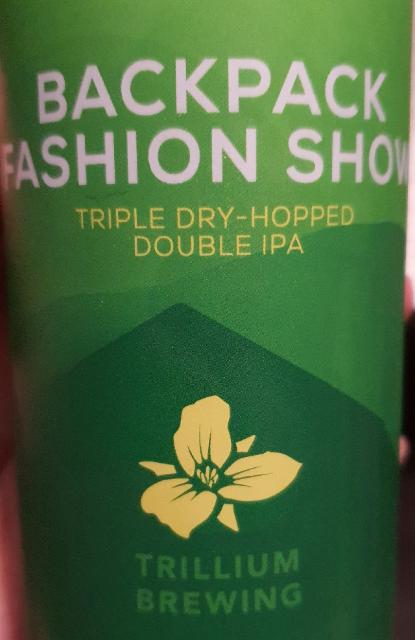 BACKPACK
FASHION SHOW
TRIPLE DRY-HOPPED
DOUBLE IPA
TRILLIUM
BREWING